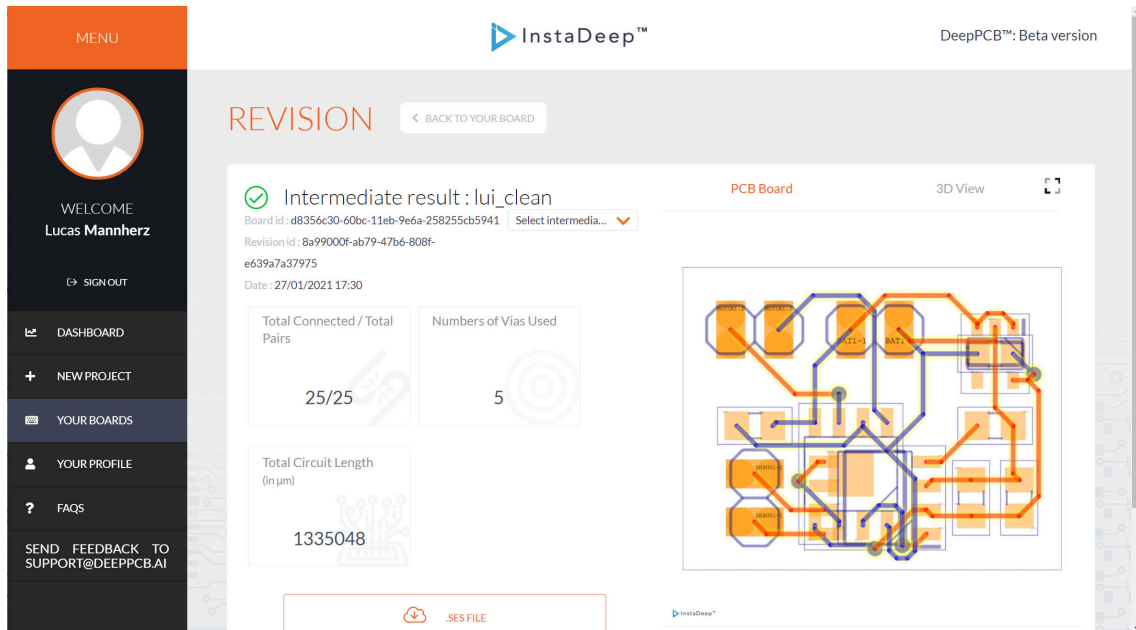 MENU
InstaDeep™
DeepPCB™: Beta version
REVISION
BACK TO YOUR BOARD
WELCOME
Lucas Mannherz
SIGN OUT
DASHBOARD
NEW PROJECT
YOUR BOARDS
YOUR PROFILE
FAQS
SEND FEEDBACK TO
SUPPORT@DEEPPCB.AI
Intermediate result : lui_clean
Board id : d8356c30-60bc-11eb-9e6a-258255cb5941
Select intermedia...
Revision id : 8a99000f-ab79-47b6-808f-
e639a7a37975
Date : 27/01/2021 17:30
Total Connected / Total
Pairs
25/25
Numbers of Vias Used
5
Total Circuit Length
(in μm)
1335048
.SES FILE
PCB Board
3D View
BAT1-1
BAT1
InstaDeep™